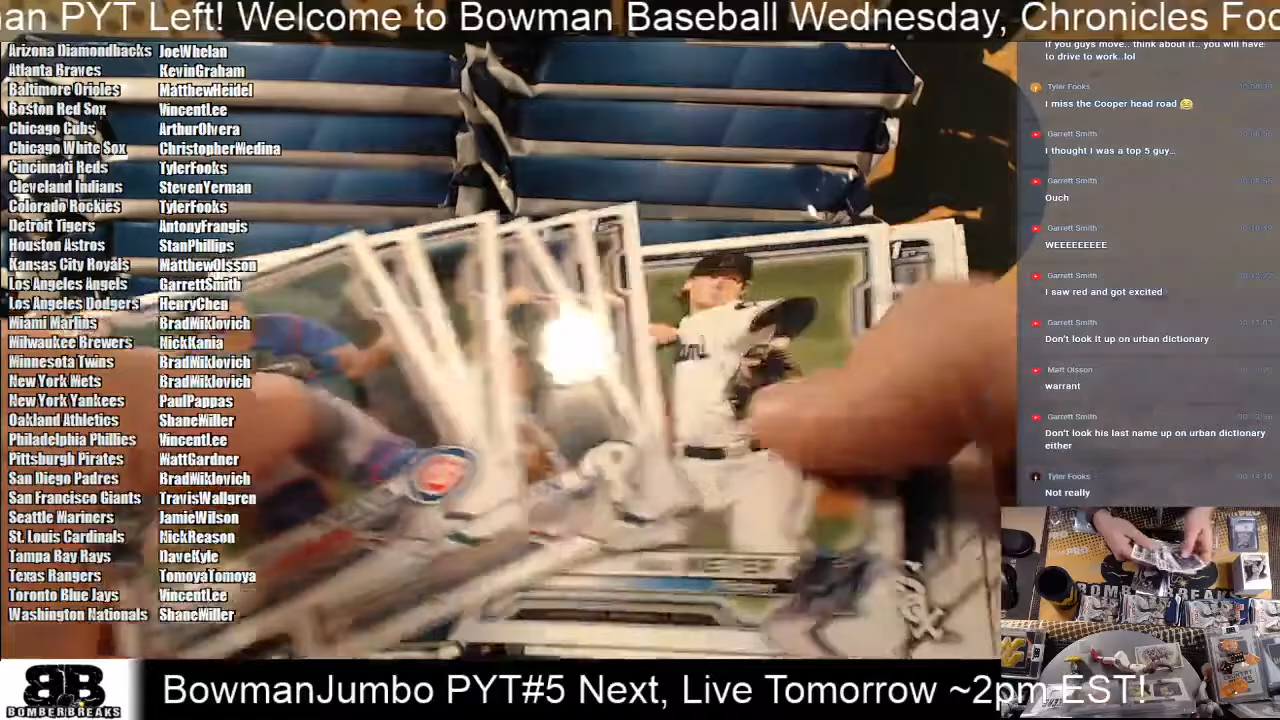 an PYT Left! Welcome to Bowman Baseball Wednesday, Chronicles Foo
Arizona Diamondbacks JoeWhelan
Atlanta Braves KevinGraham
Baltimore Orioles MatthewHeidel
Boston Red Sox VincentLee
Chicago Cubs ArthurOlvera
Chicago White Sox ChristopherMedina
Cincinnati Reds TylerFooks
Cleveland Indians StevenYerman
Colorado Rockies TylerFooks
Detroit Tigers AntonyFrangis
Houston Astros StanPhillips
Kansas City Royals MatthewOlsson
Los Angeles Angels GarrettSmith
Los Angeles Dodgers HenryChen
Miami Marlins BradMiklovich
Milwaukee Brewers NickKania
Minnesota Twins BradMiklovich
New York Mets BradMiklovich
New York Yankees PaulPappas
Oakland Athletics ShaneMiller
Philadelphia Phillies VincentLee
Pittsburgh Pirates WattGardner
San Diego Padres BradMiklovich
San Francisco Giants TravisWallgren
Seattle Mariners JamieWilson
St. Louis Cardinals NickReason
Tampa Bay Rays DaveKyle
Texas Rangers TomoyaTomoya
Toronto Blue Jays VincentLee
Washington Nationals ShaneMiller
if you guys move.. think about it.. you will have
to drive to work..lol
Tyler Fooks
I miss the Cooper head road 😂
Garrett Smith
I thought I was a top 5 guy...
Garrett Smith
Ouch
Garrett Smith
WEEEEEEEEE
Garrett Smith
I saw red and got excited
Garrett Smith
Don't look it up on urban dictionary
Matt Olsson
warrant
Garrett Smith
Don't look his last name up on urban dictionary
either
Tyler Fooks
Not really
BB
BOMBERBREAKS
BowmanJumbo PYT#5 Next, Live Tomorrow ~2pm EST!